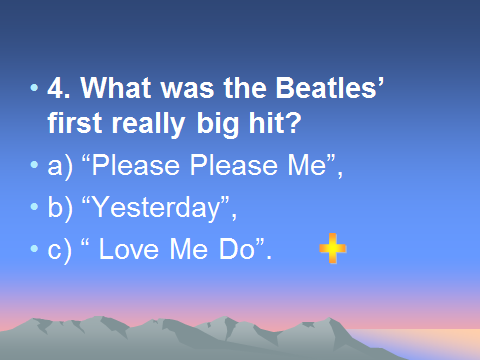 • 4. What was the Beatles’
first really big hit?
• a) “Please Please Me”,
• b) “Yesterday”,
• c) “ Love Me Do”.